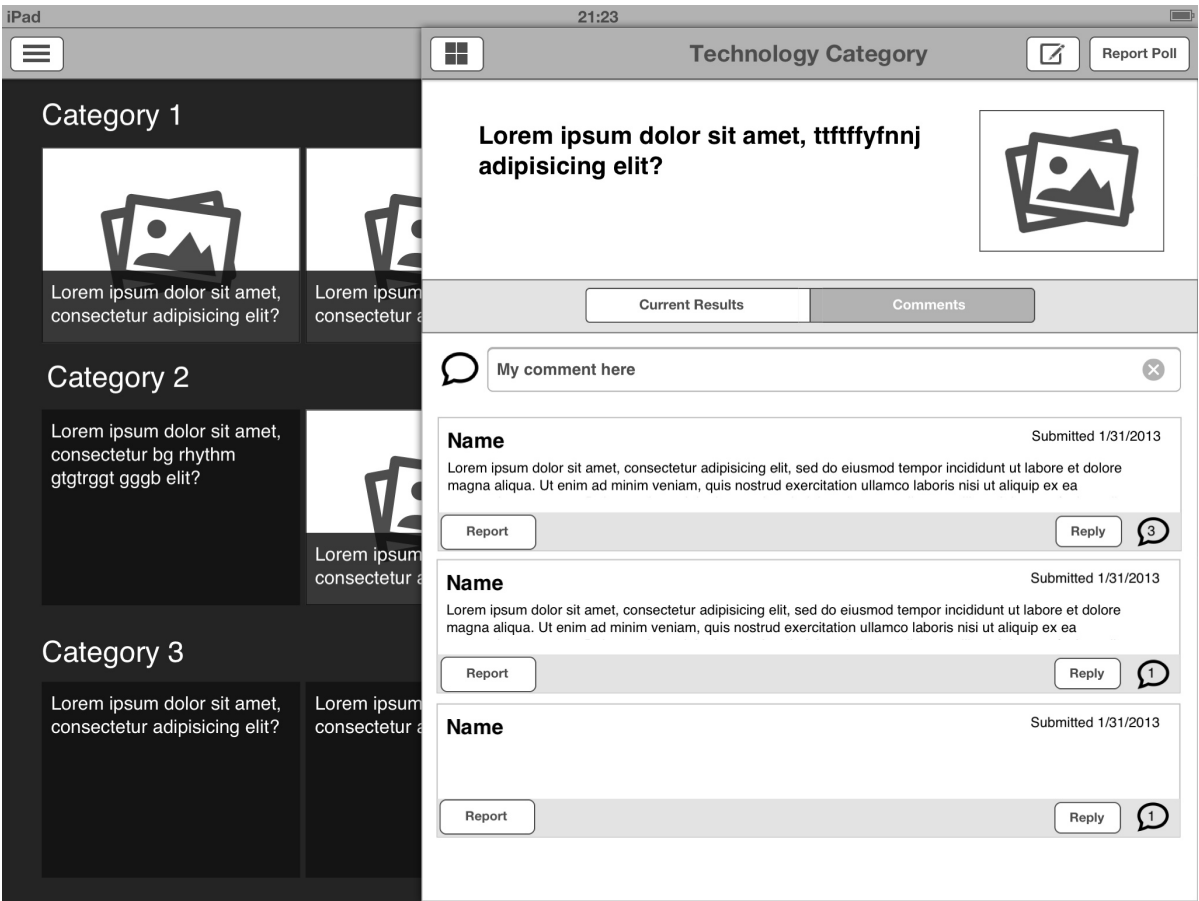 iPad
21:23
Category 1
Lorem ipsum dolor sit amet,
consectetur adipisicing elit?
Lorem ipsum
consectetur a
Category 2
Lorem ipsum dolor sit amet,
consectetur bg rhythm
gtgtrggt gggb elit?
Lorem ipsum
consectetur a
Category 3
Lorem ipsum dolor sit amet,
consectetur adipisicing elit?
Lorem ipsum
consectetur a
Technology Category
Report Poll
Lorem ipsum dolor sit amet, ttftffyfnnj
adipisicing elit?
Current Results
Comments
My comment here
Name
Submitted 1/31/2013
Lorem ipsum dolor sit amet, consectetur adipisicing elit, sed do eiusmod tempor incididunt ut labore et dolore
magna aliqua. Ut enim ad minim veniam, quis nostrud exercitation ullamco laboris nisi ut aliquip ex ea
Report
Reply
3
Name
Submitted 1/31/2013
Lorem ipsum dolor sit amet, consectetur adipisicing elit, sed do eiusmod tempor incididunt ut labore et dolore
magna aliqua. Ut enim ad minim veniam, quis nostrud exercitation ullamco laboris nisi ut aliquip ex ea
Report
Reply
1
Name
Submitted 1/31/2013
Report
Reply
1